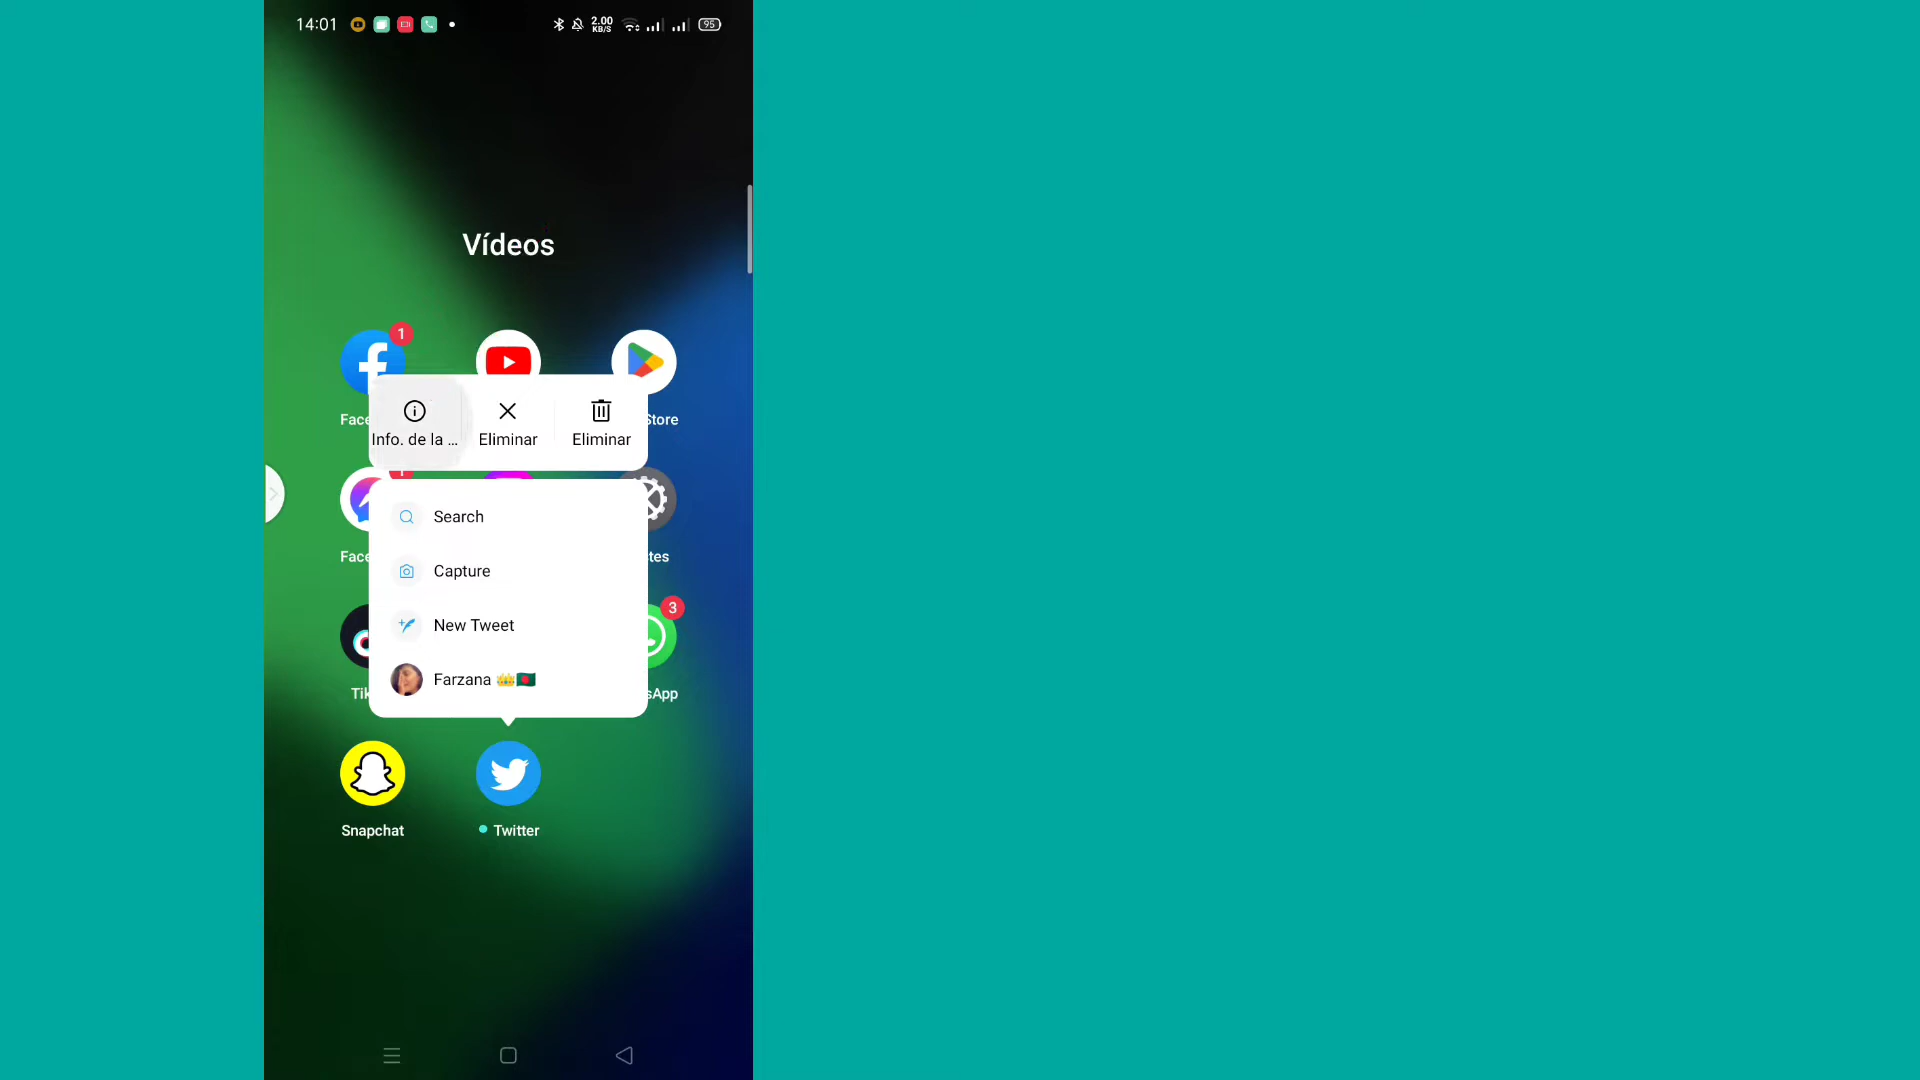 14:01
2.00
KB/S
95
Vídeos
1
Face
Store
Info. de la ...
Eliminar
Eliminar
Search
Face
tes
Capture
3
New Tweet
Farzana 👑🇧🇩
Tik
sApp
Snapchat
Twitter